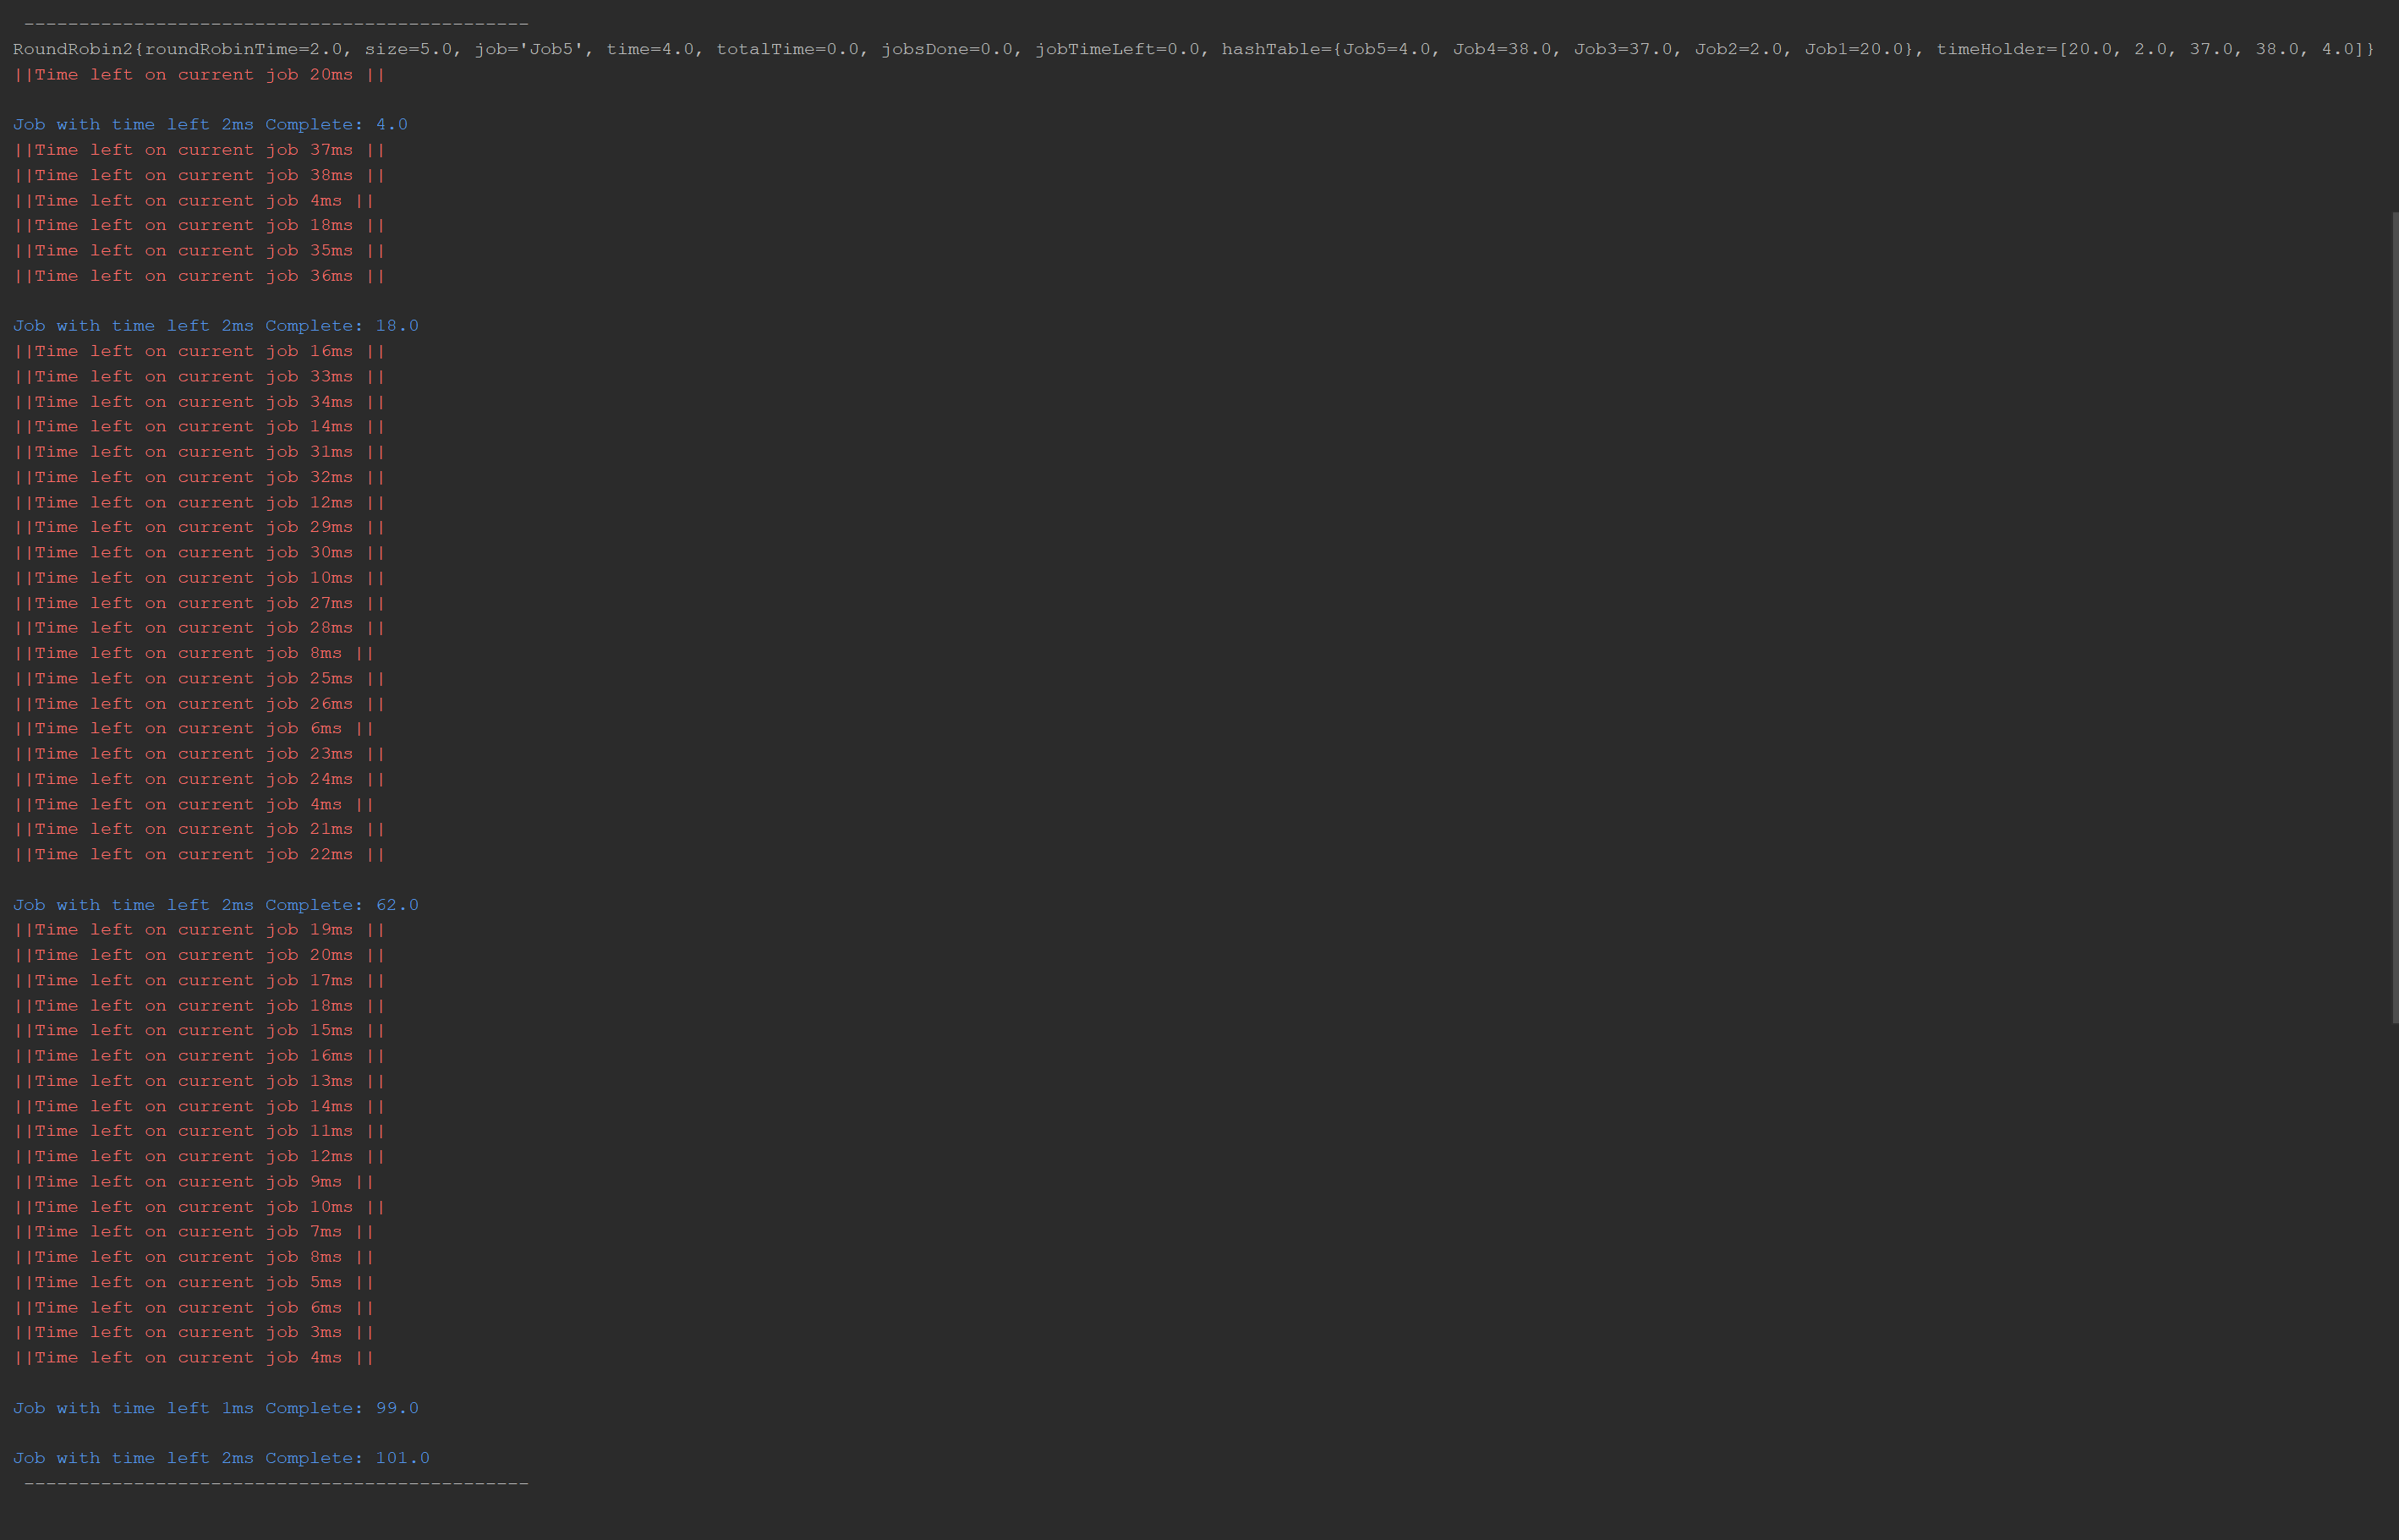 ----------------------------------------------
RoundRobin2{roundRobinTime=2.0, size=5.0, job='Job5', time=4.0, totalTime=0.0, jobsDone=0.0, jobTimeLeft=0.0, hashTable={Job5=4.0, Job4=38.0, Job3=37.0, Job2=2.0, Job1=20.0}, timeHolder=[20.0, 2.0, 37.0, 38.0, 4.0]}
||Time left on current job 20ms ||
Job with time left 2ms Complete: 4.0
||Time left on current job 37ms ||
||Time left on current job 38ms ||
||Time left on current job 4ms ||
||Time left on current job 18ms ||
||Time left on current job 35ms ||
||Time left on current job 36ms ||
Job with time left 2ms Complete: 18.0
||Time left on current job 16ms ||
||Time left on current job 33ms ||
||Time left on current job 34ms ||
||Time left on current job 14ms ||
||Time left on current job 31ms ||
||Time left on current job 32ms ||
||Time left on current job 12ms ||
||Time left on current job 29ms ||
||Time left on current job 30ms ||
||Time left on current job 10ms ||
||Time left on current job 27ms ||
||Time left on current job 28ms ||
||Time left on current job 8ms ||
||Time left on current job 25ms ||
||Time left on current job 26ms ||
||Time left on current job 6ms ||
||Time left on current job 23ms ||
||Time left on current job 24ms ||
||Time left on current job 4ms ||
||Time left on current job 21ms ||
||Time left on current job 22ms ||
Job with time left 2ms Complete: 62.0
||Time left on current job 19ms ||
||Time left on current job 20ms ||
||Time left on current job 17ms ||
||Time left on current job 18ms ||
||Time left on current job 15ms ||
||Time left on current job 16ms ||
||Time left on current job 13ms ||
||Time left on current job 14ms ||
||Time left on current job 11ms ||
||Time left on current job 12ms ||
||Time left on current job 9ms ||
||Time left on current job 10ms ||
||Time left on current job 7ms ||
||Time left on current job 8ms ||
||Time left on current job 5ms ||
||Time left on current job 6ms ||
||Time left on current job 3ms ||
||Time left on current job 4ms ||
Job with time left 1ms Complete: 99.0
Job with time left 2ms Complete: 101.0
----------------------------------------------